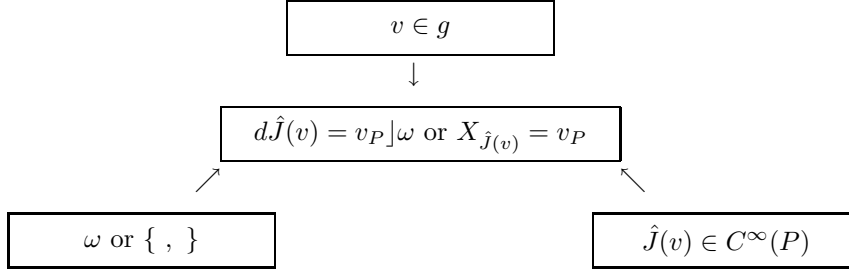 v ∈ g
↓
dĴ(v) = v_P⌋ω or X_{Ĵ(v)} = v_P
↗ ↖
ω or { , }
Ĵ(v) ∈ C^∞(P)